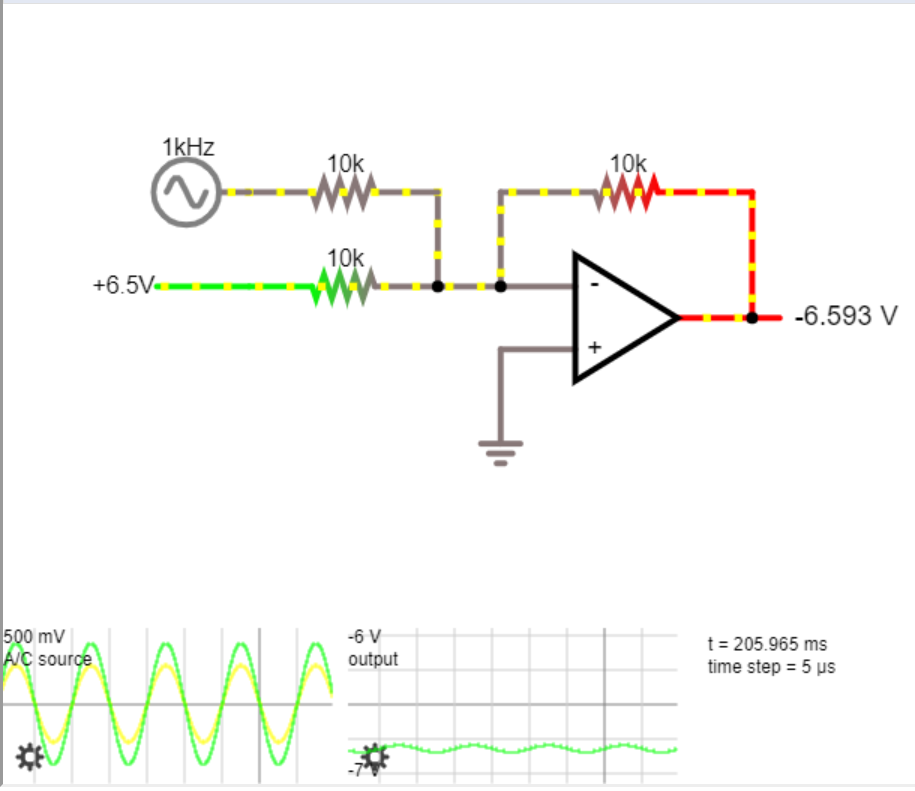 1kHz
10k
10k
10k
+6.5V
-
+
-6.593 V
500 mV
A/C source
-6 V
output
-7
t = 205.965 ms
time step = 5 μs